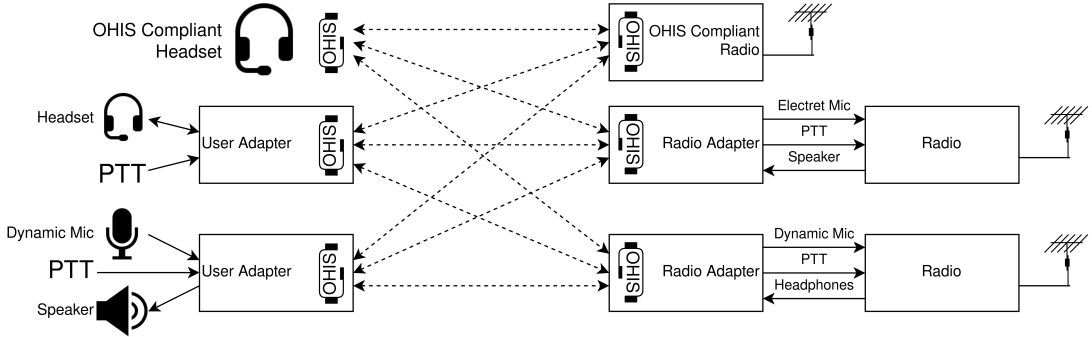 OHIS Compliant
Headset
OHIS
OHIS
OHIS Compliant
Radio
Headset
PTT
User Adapter
OHIS
OHIS
Radio Adapter
Electret Mic
PTT
Speaker
Radio
Dynamic Mic
PTT
Speaker
User Adapter
OHIS
OHIS
Radio Adapter
Dynamic Mic
PTT
Headphones
Radio